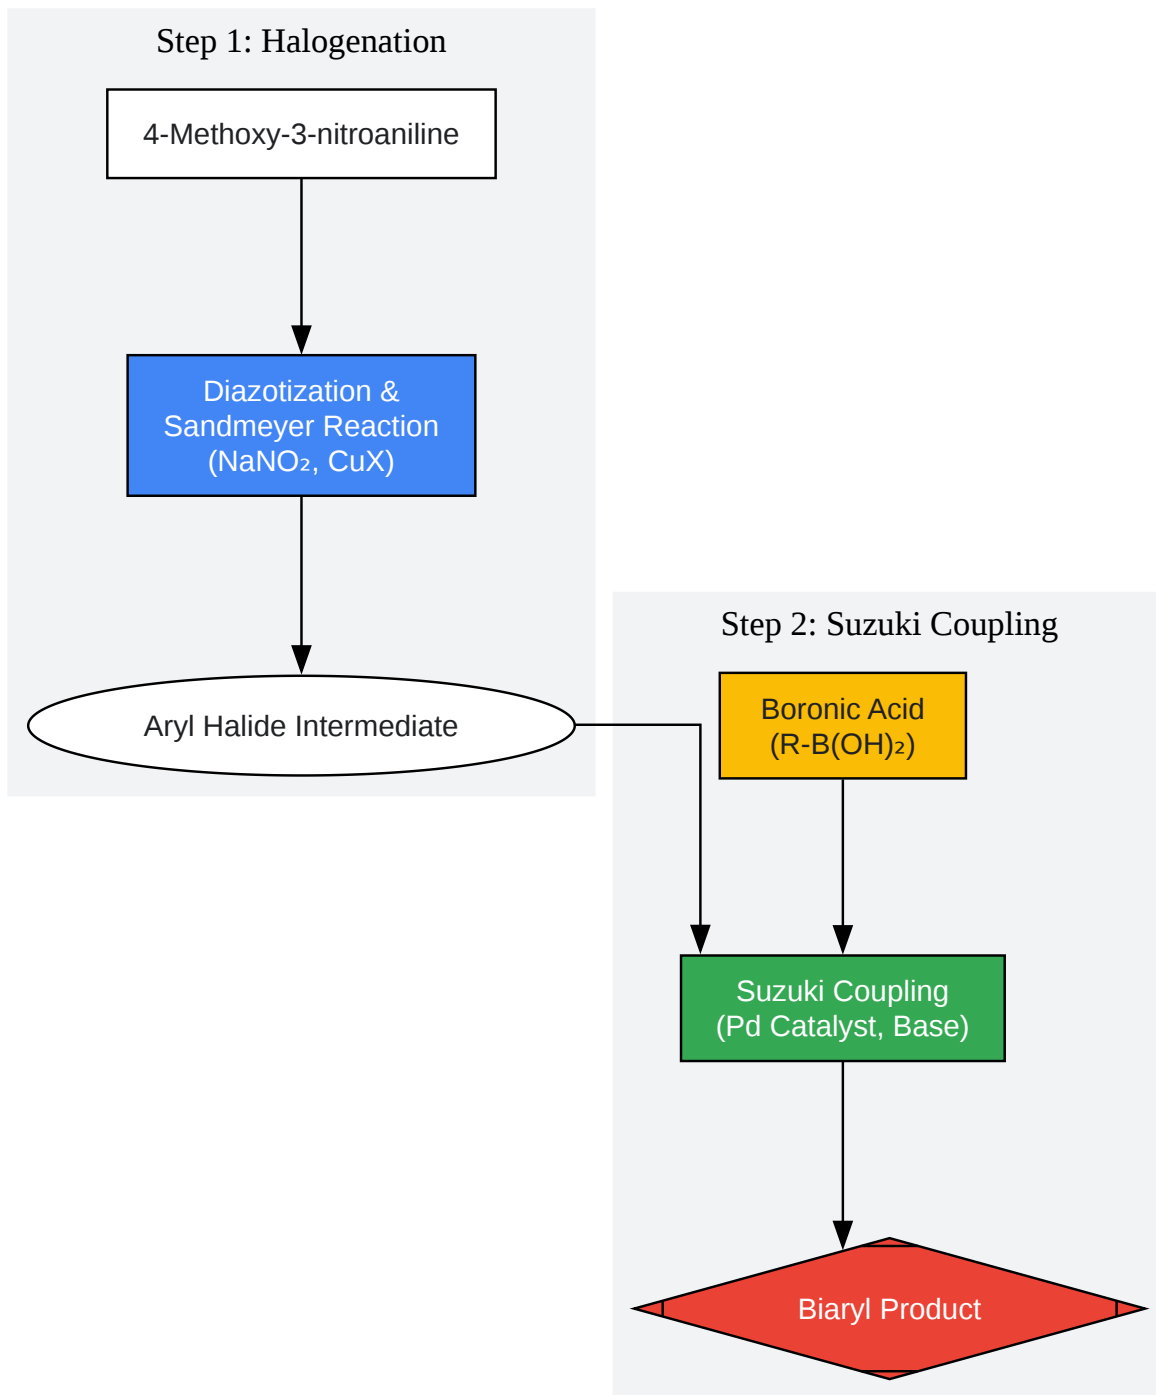 Step 1: Halogenation
4-Methoxy-3-nitroaniline
Diazotization &
Sandmeyer Reaction
(NaNO₂, CuX)
Aryl Halide Intermediate
Step 2: Suzuki Coupling
Boronic Acid
(R-B(OH)₂)
Suzuki Coupling
(Pd Catalyst, Base)
Biaryl Product